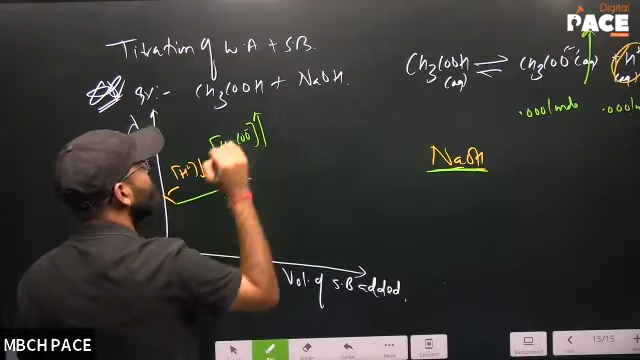 Digital
PACE
Titration of W.A + S.B.
CH3COOH ⇌ CH3COO⁻ (aq) + H⁺
(aq)
.0001 mole .0001 m
eg:- CH3COOH + NaOH.
λ
[H⁺]↓
NaOH
Vol. of S.B added.
MBCH PACE
15/15